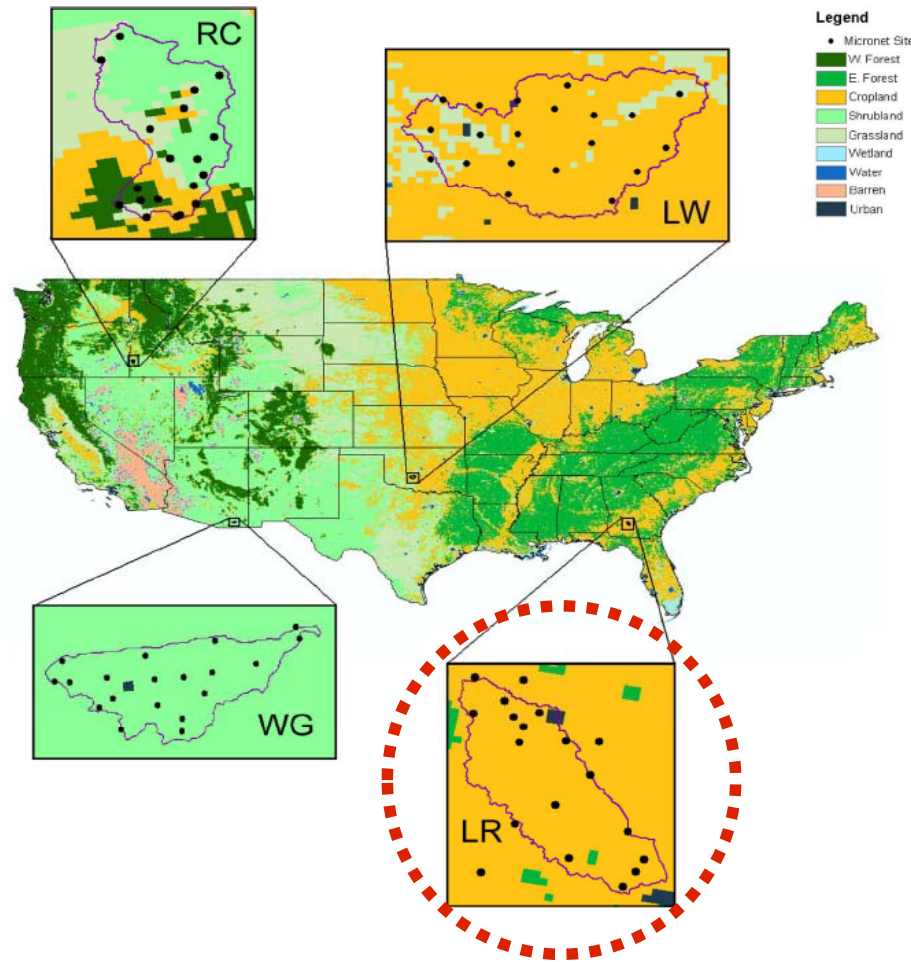 RC
LW
Legend
Micronet Site
W. Forest
E. Forest
Cropland
Shrubland
Grassland
Wetland
Water
Barren
Urban
WG
LR